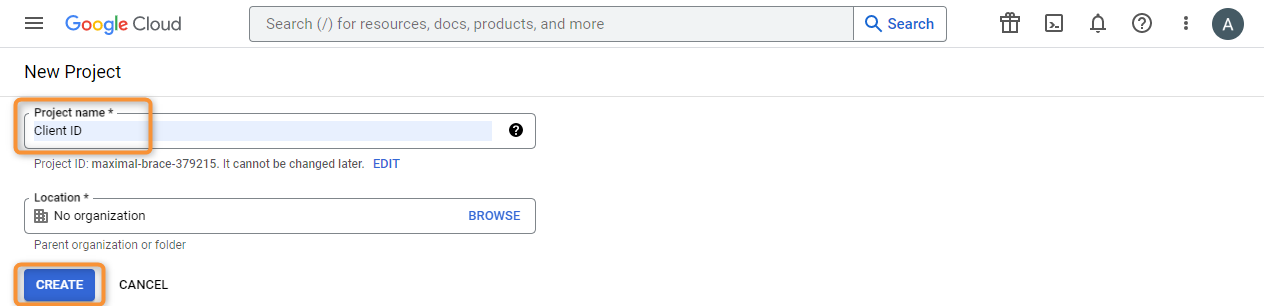 Google Cloud
Search (/) for resources, docs, products, and more
Search
A
New Project
Project name *
Client ID
Project ID: maximal-brace-379215. It cannot be changed later. EDIT
Location *
No organization BROWSE
Parent organization or folder
CREATE CANCEL